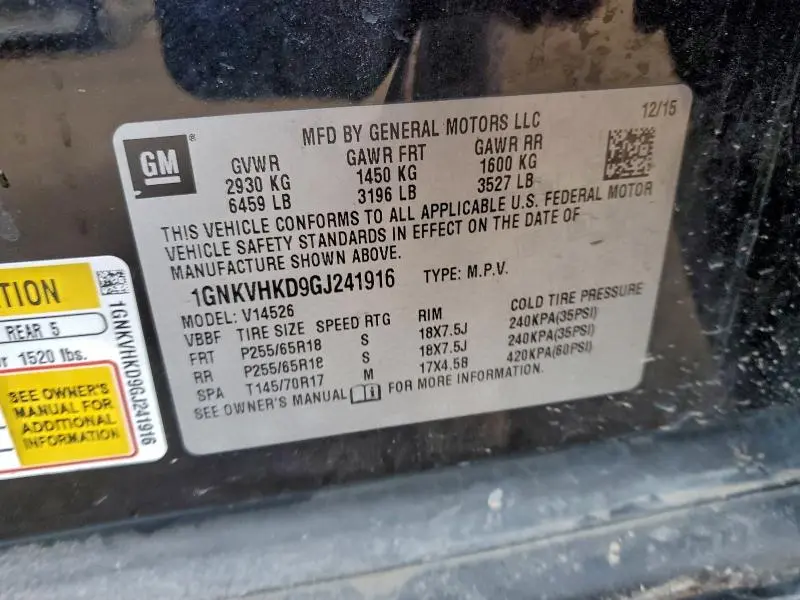 MFD BY GENERAL MOTORS LLC
12/15
GM
GVWR GAWR FRT GAWR RR
2930 KG 1450 KG 1600 KG
6459 LB 3196 LB 3527 LB
THIS VEHICLE CONFORMS TO ALL APPLICABLE U.S. FEDERAL MOTOR
VEHICLE SAFETY STANDARDS IN EFFECT ON THE DATE OF
MANUFACTURE SHOWN ABOVE.
1GNKVHKD9GJ241916 TYPE: M.P.V.
MODEL: V14526
VBBF TIRE SIZE SPEED RTG RIM COLD TIRE PRESSURE
FRT P255/65R18 S 18X7.5J 240KPA(35PSI)
RR P255/65R18 S 18X7.5J 240KPA(35PSI)
SPA T145/70R17 M 17X4.5B 420KPA(60PSI)
SEE OWNER'S MANUAL FOR MORE INFORMATION.
REAR 5
1520 lbs.
SEE OWNER'S
MANUAL FOR
ADDITIONAL
INFORMATION
1GNKVHKD9GJ241916